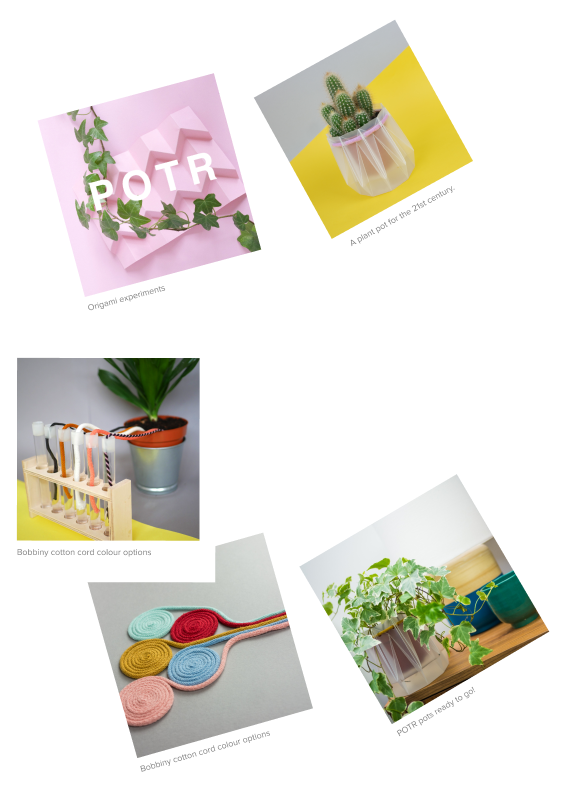 POTR
A plant pot for the 21st century.
Origami experiments
Bobbiny cotton cord colour options
Bobbiny cotton cord colour options
POTR pots ready to go!